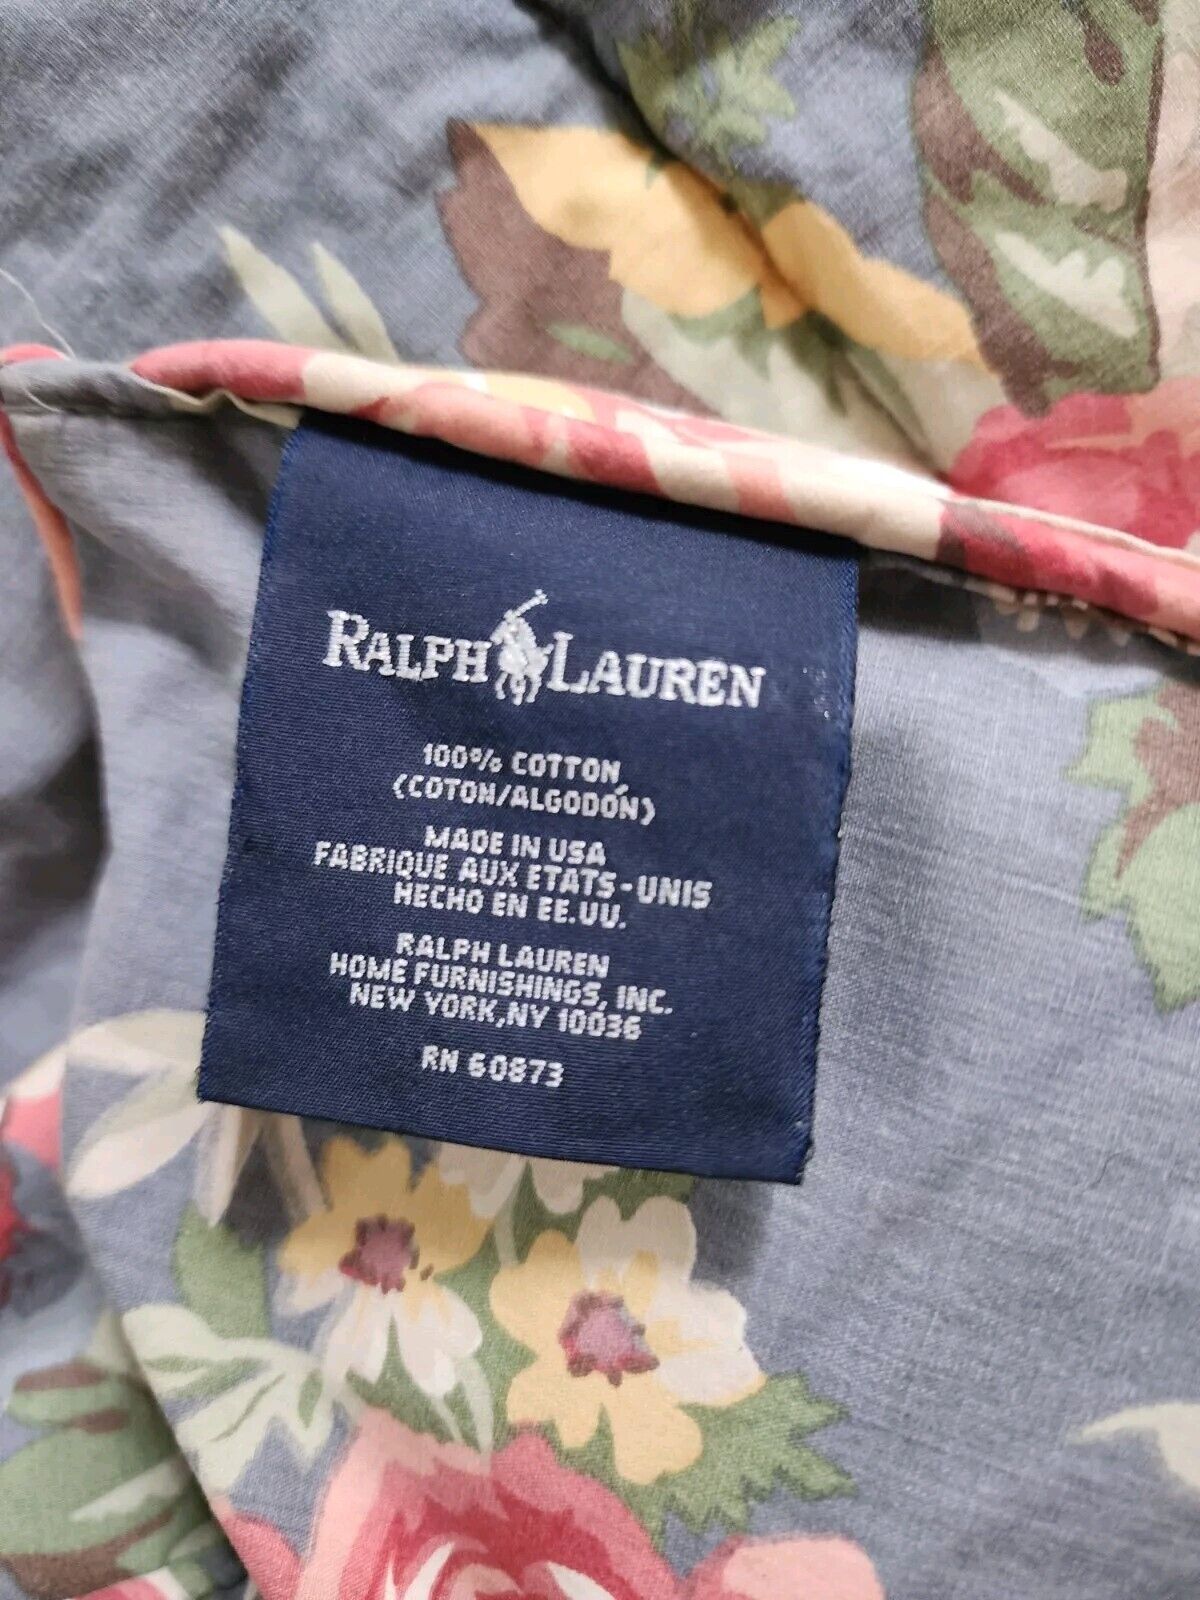 RALPH LAUREN
100% COTTON
(COTON/ALGODÓN)
MADE IN USA
FABRIQUE AUX ETATS-UNIS
HECHO EN EE.UU.
RALPH LAUREN
HOME FURNISHINGS, INC.
NEW YORK,NY 10036
RN 60873